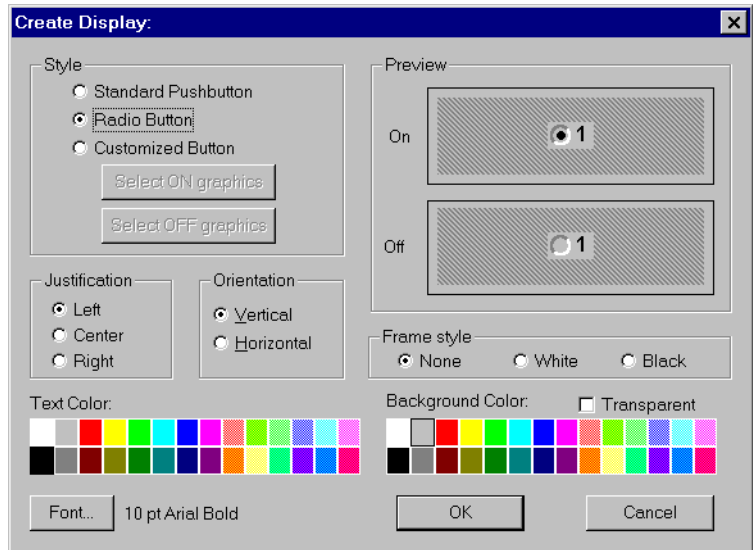 Create Display:
Style
Standard Pushbutton
Radio Button
Customized Button
Select ON graphics
Select OFF graphics
Preview
On
1
Off
1
Justification
Left
Center
Right
Orientation
Vertical
Horizontal
Frame style
None White Black
Text Color:
Background Color: Transparent
Font... 10 pt Arial Bold
OK Cancel